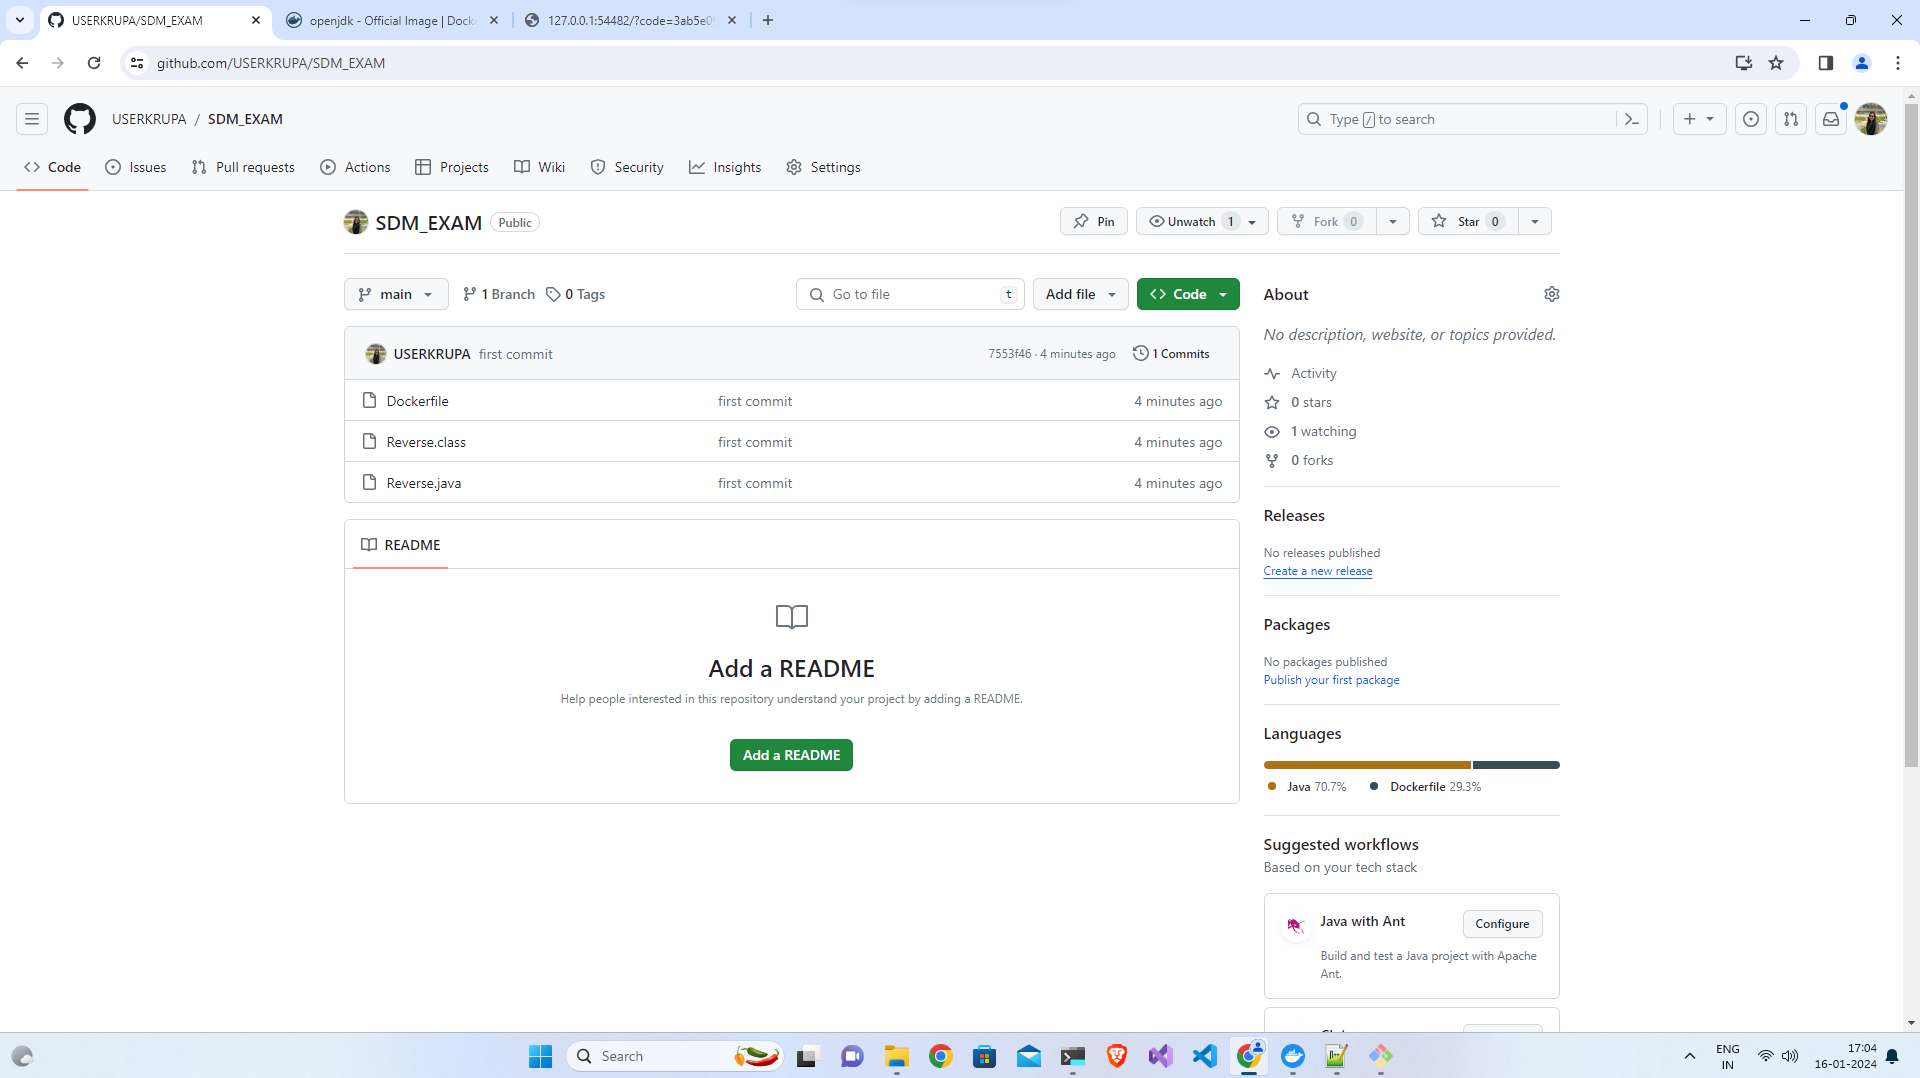 USERKRUPA/SDM_EXAM
openjdk - Official Image | Docke
127.0.0.1:54482/?code=3ab5e0
github.com/USERKRUPA/SDM_EXAM
USERKRUPA / SDM_EXAM
Type / to search
Code
Issues
Pull requests
Actions
Projects
Wiki
Security
Insights
Settings
SDM_EXAM
Public
Pin
Unwatch 1
Fork 0
Star 0
main
1 Branch
0 Tags
Go to file
t
Add file
Code
USERKRUPA first commit
7553f46 · 4 minutes ago
1 Commits
Dockerfile first commit 4 minutes ago
Reverse.class first commit 4 minutes ago
Reverse.java first commit 4 minutes ago
README
Add a README
Help people interested in this repository understand your project by adding a README.
Add a README
About
No description, website, or topics provided.
Activity
0 stars
1 watching
0 forks
Releases
No releases published
Create a new release
Packages
No packages published
Publish your first package
Languages
Java 70.7%
Dockerfile 29.3%
Suggested workflows
Based on your tech stack
Java with Ant
Configure
Build and test a Java project with Apache
Ant.
Search
ENG
IN
17:04
16-01-2024